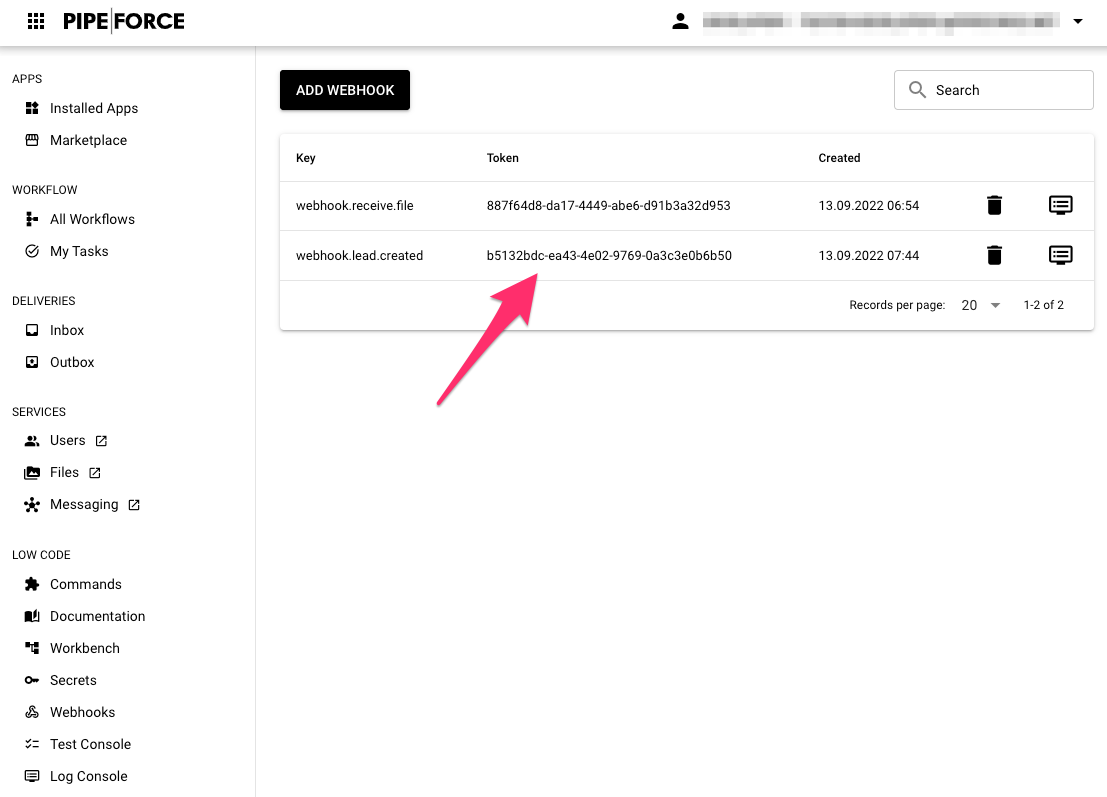 PIPE|FORCE
APPS
Installed Apps
Marketplace
WORKFLOW
All Workflows
My Tasks
DELIVERIES
Inbox
Outbox
SERVICES
Users
Files
Messaging
LOW CODE
Commands
Documentation
Workbench
Secrets
Webhooks
Test Console
Log Console
ADD WEBHOOK
Search
Key Token Created
webhook.receive.file 887f64d8-da17-4449-abe6-d91b3a32d953 13.09.2022 06:54
webhook.lead.created b5132bdc-ea43-4e02-9769-0a3c3e0b6b50 13.09.2022 07:44
Records per page: 20 1-2 of 2